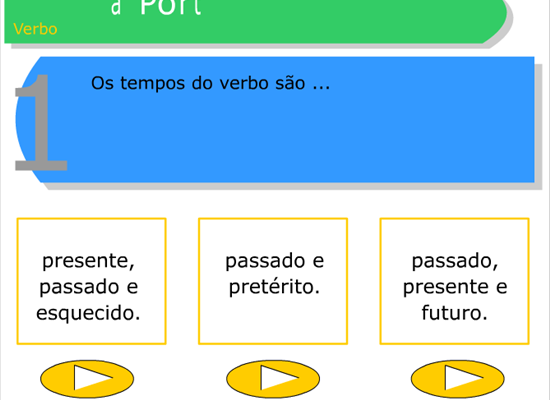 a Port
Verbo
1
Os tempos do verbo são ...
presente,
passado e
esquecido.
passado e
pretérito.
passado,
presente e
futuro.